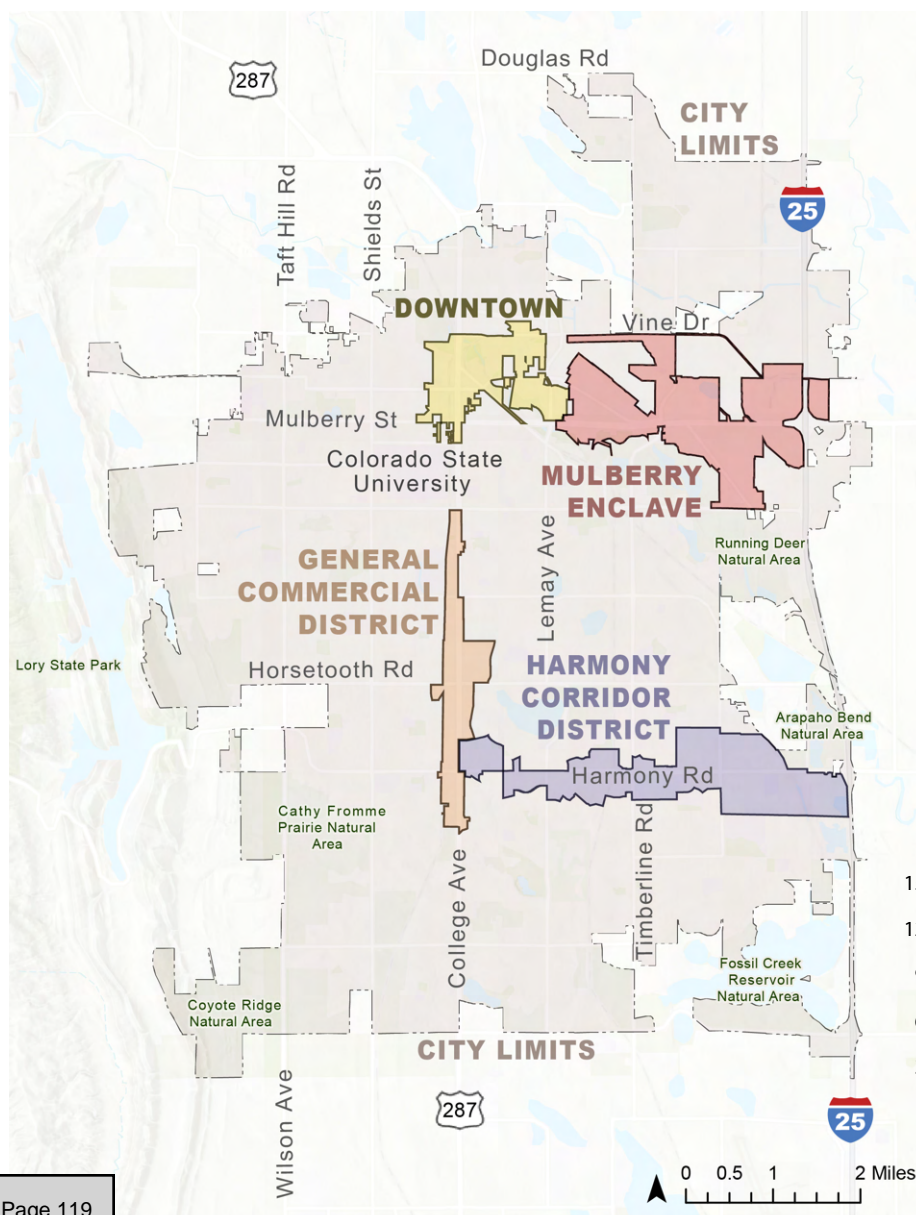 Douglas Rd
287
CITY
LIMITS
25
Taft Hill Rd
Shields St
DOWNTOWN
Vine Dr
Mulberry St
Colorado State
University
MULBERRY
ENCLAVE
GENERAL
COMMERCIAL
DISTRICT
Lemay Ave
Running Deer
Natural Area
Lory State Park
Horsetooth Rd
HARMONY
CORRIDOR
DISTRICT
Arapaho Bend
Natural Area
Harmony Rd
Cathy Fromme
Prairie Natural
Area
College Ave
Timberline Rd
Fossil Creek
Reservoir
Natural Area
Coyote Ridge
Natural Area
CITY LIMITS
Wilson Ave
287
25
0 0.5 1 2 Miles
Page 119